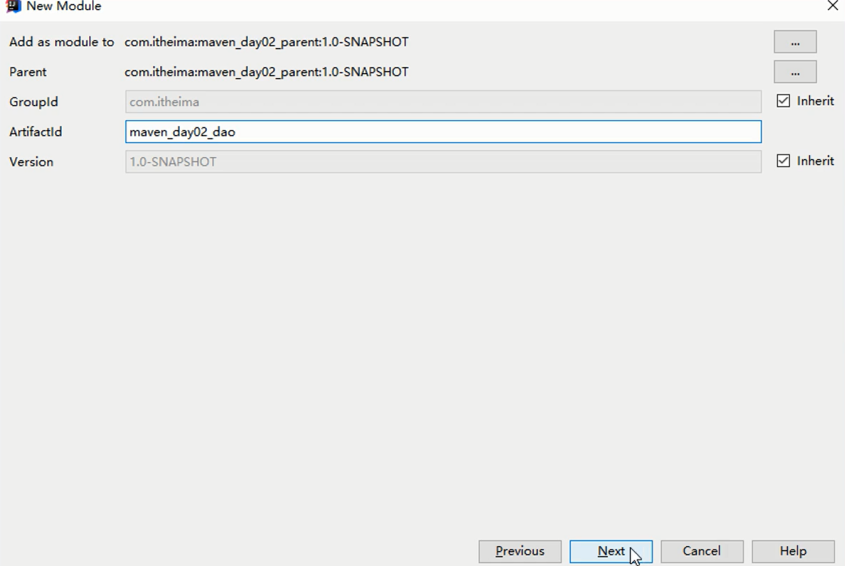 New Module
Add as module to com.itheima:maven_day02_parent:1.0-SNAPSHOT ...
Parent com.itheima:maven_day02_parent:1.0-SNAPSHOT ...
GroupId com.itheima Inherit
ArtifactId maven_day02_dao
Version 1.0-SNAPSHOT Inherit
Previous Next Cancel Help